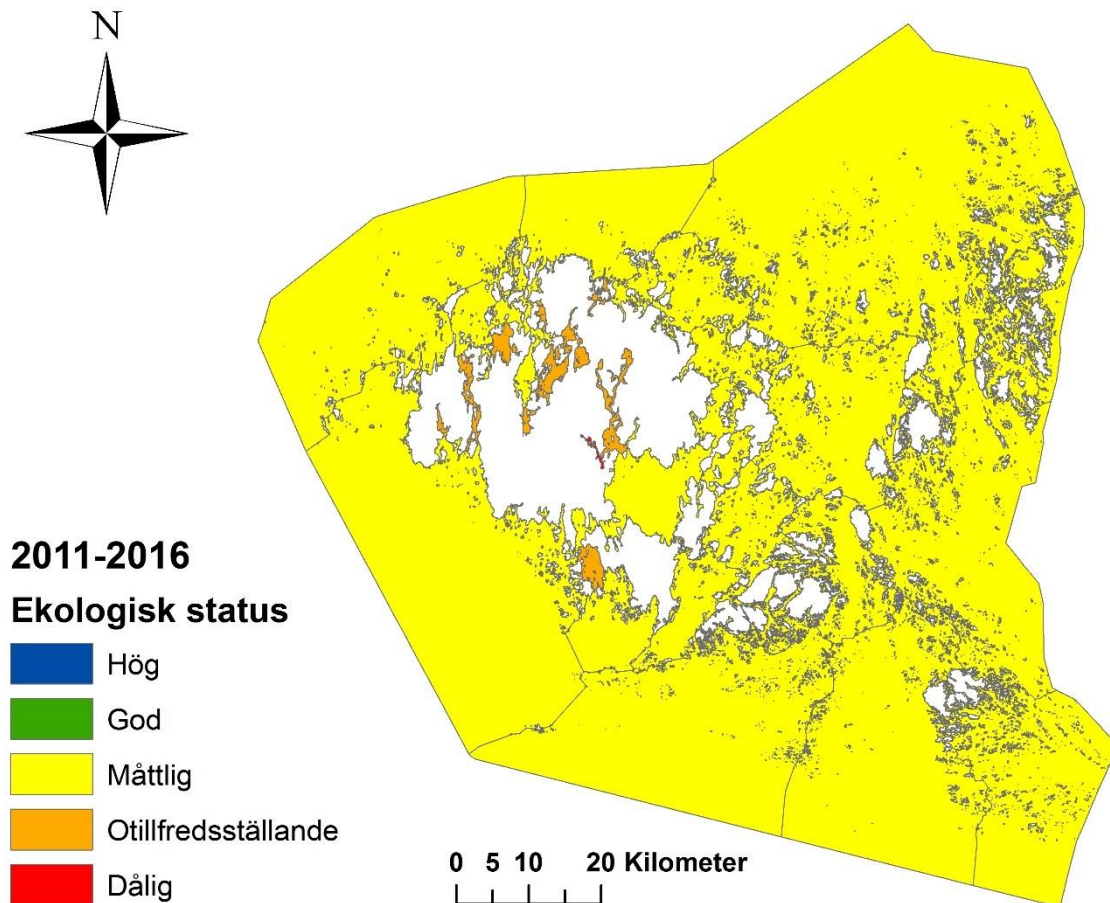 N
2011-2016
Ekologisk status
Hög
God
Måttlig
Otillfredsställande
Dålig
0 5 10 20 Kilometer